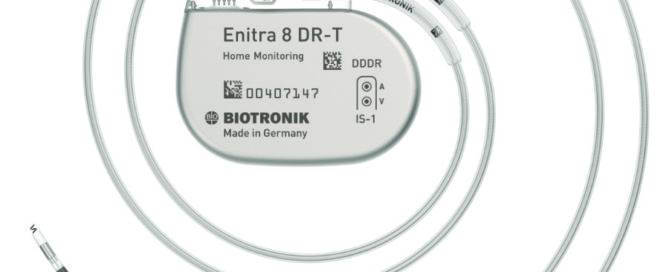 Enitra 8 DR-T
Home Monitoring
DDDR
A
00407147
V
BIOTRONIK
IS-1
Made in Germany